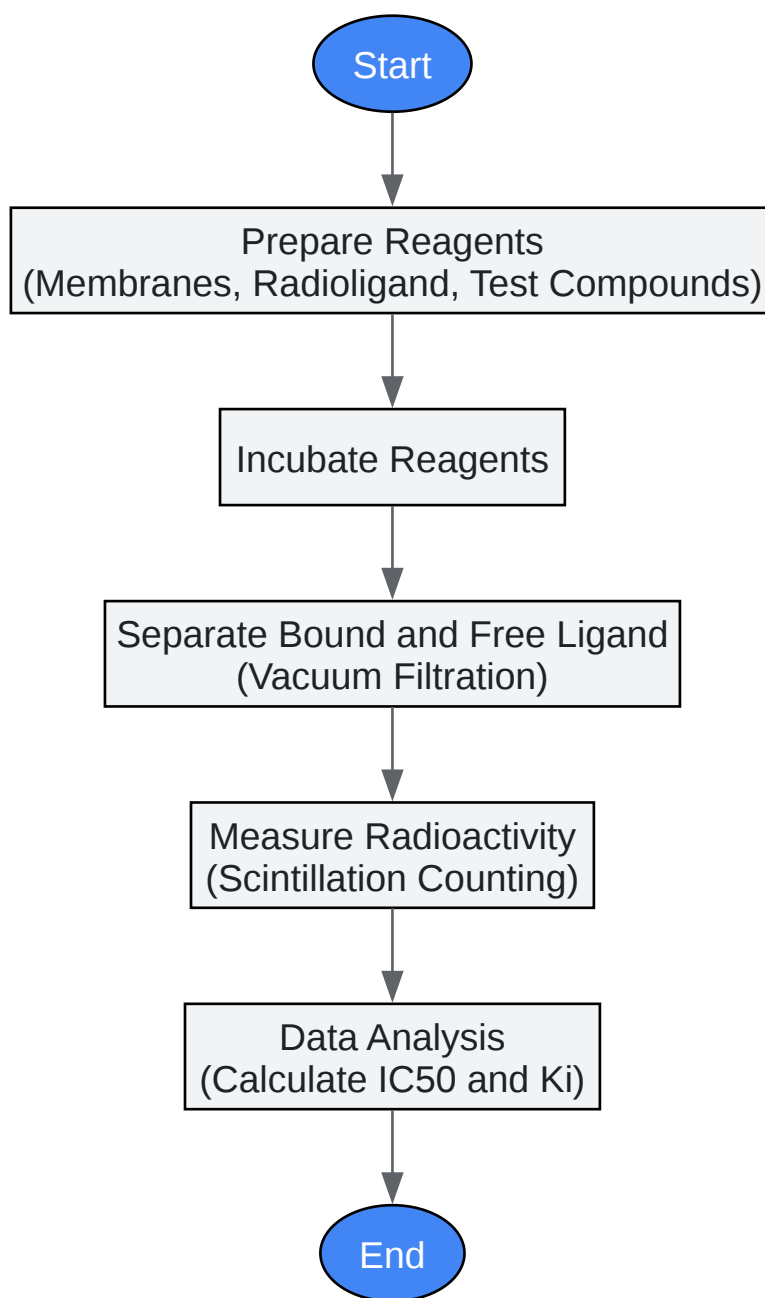 Start
Prepare Reagents
(Membranes, Radioligand, Test Compounds)
Incubate Reagents
Separate Bound and Free Ligand
(Vacuum Filtration)
Measure Radioactivity
(Scintillation Counting)
Data Analysis
(Calculate IC50 and Ki)
End